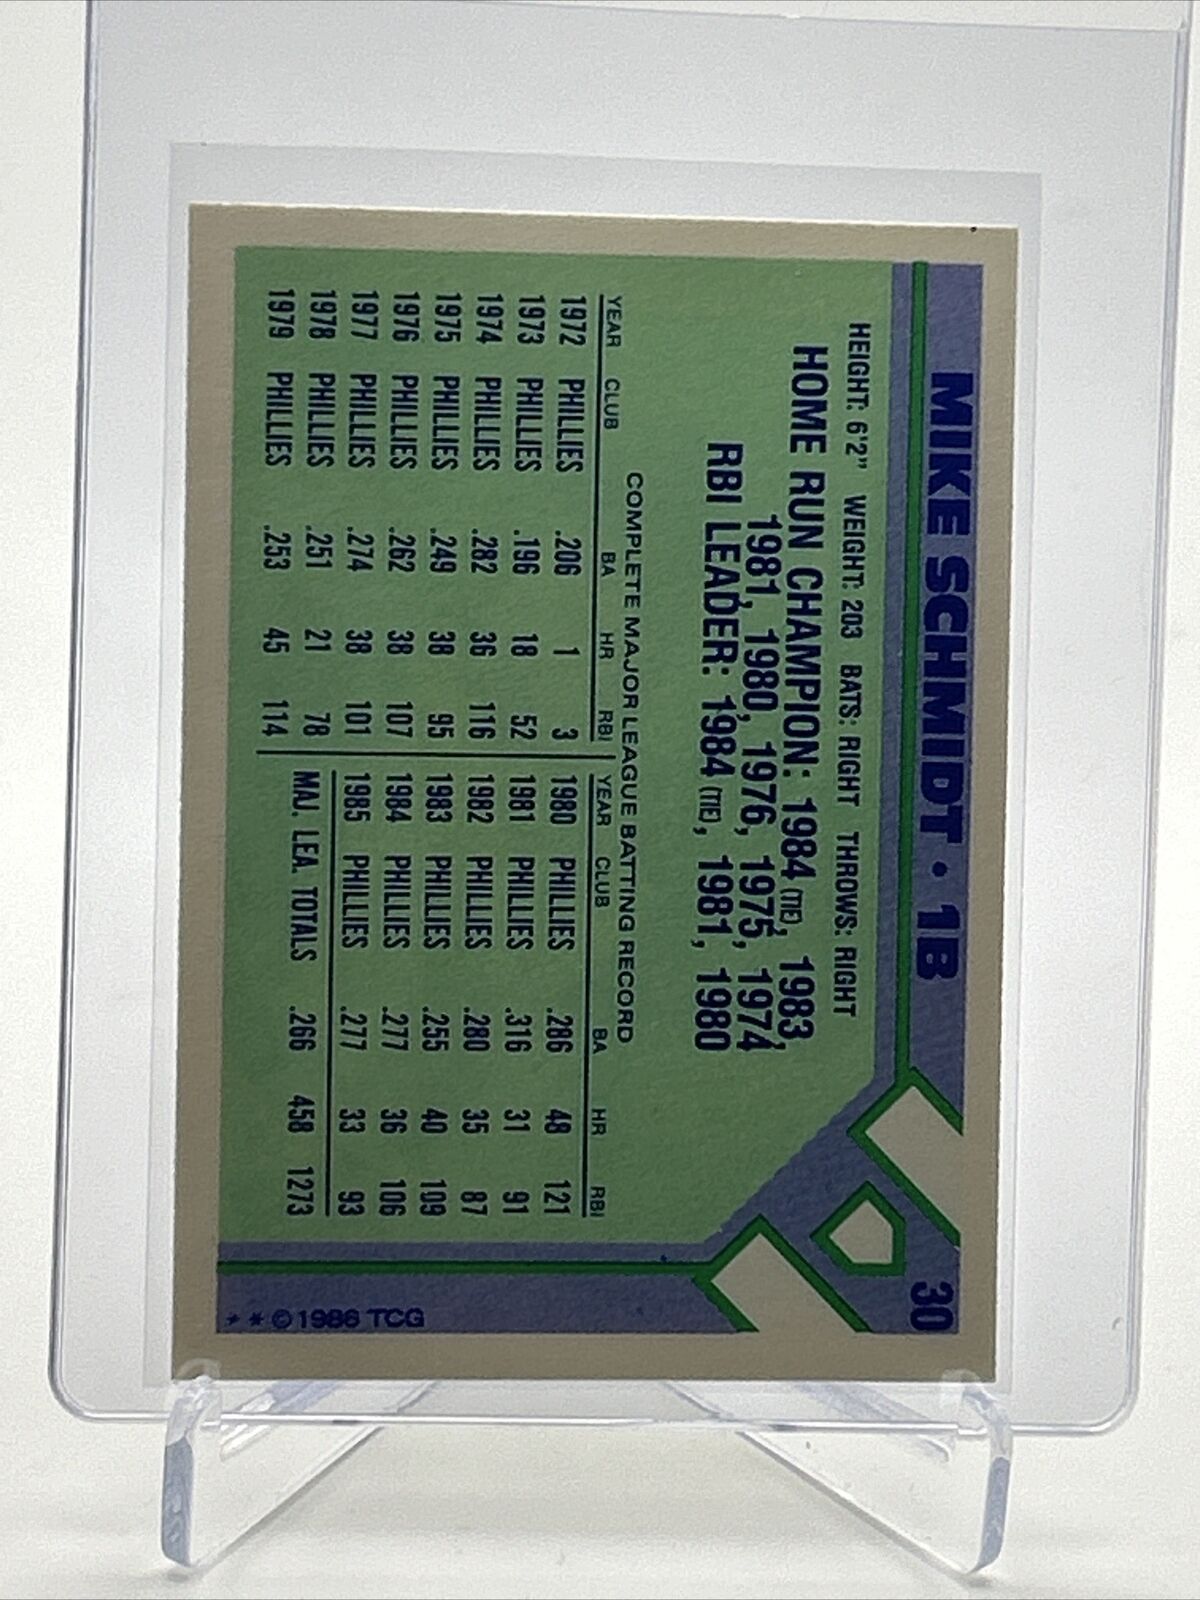 MIKE SCHMIDT • 1B
30
HEIGHT: 6'2" WEIGHT: 203 BATS: RIGHT THROWS: RIGHT
HOME RUN CHAMPION: 1984 (TIE), 1983,
1981, 1980, 1976, 1975, 1974
RBI LEADER: 1984 (TIE), 1981, 1980
COMPLETE MAJOR LEAGUE BATTING RECORD
YEAR CLUB BA HR RBI YEAR CLUB BA HR RBI
1972 PHILLIES .206 1 3 1980 PHILLIES .286 48 121
1973 PHILLIES .196 18 52 1981 PHILLIES .316 31 91
1974 PHILLIES .282 36 116 1982 PHILLIES .280 35 87
1975 PHILLIES .249 38 95 1983 PHILLIES .255 40 109
1976 PHILLIES .262 38 107 1984 PHILLIES .277 36 106
1977 PHILLIES .274 38 101 1985 PHILLIES .277 33 93
1978 PHILLIES .251 21 78 MAJ. LEA. TOTALS .266 458 1273
1979 PHILLIES .253 45 114
* * © 1986 TCG